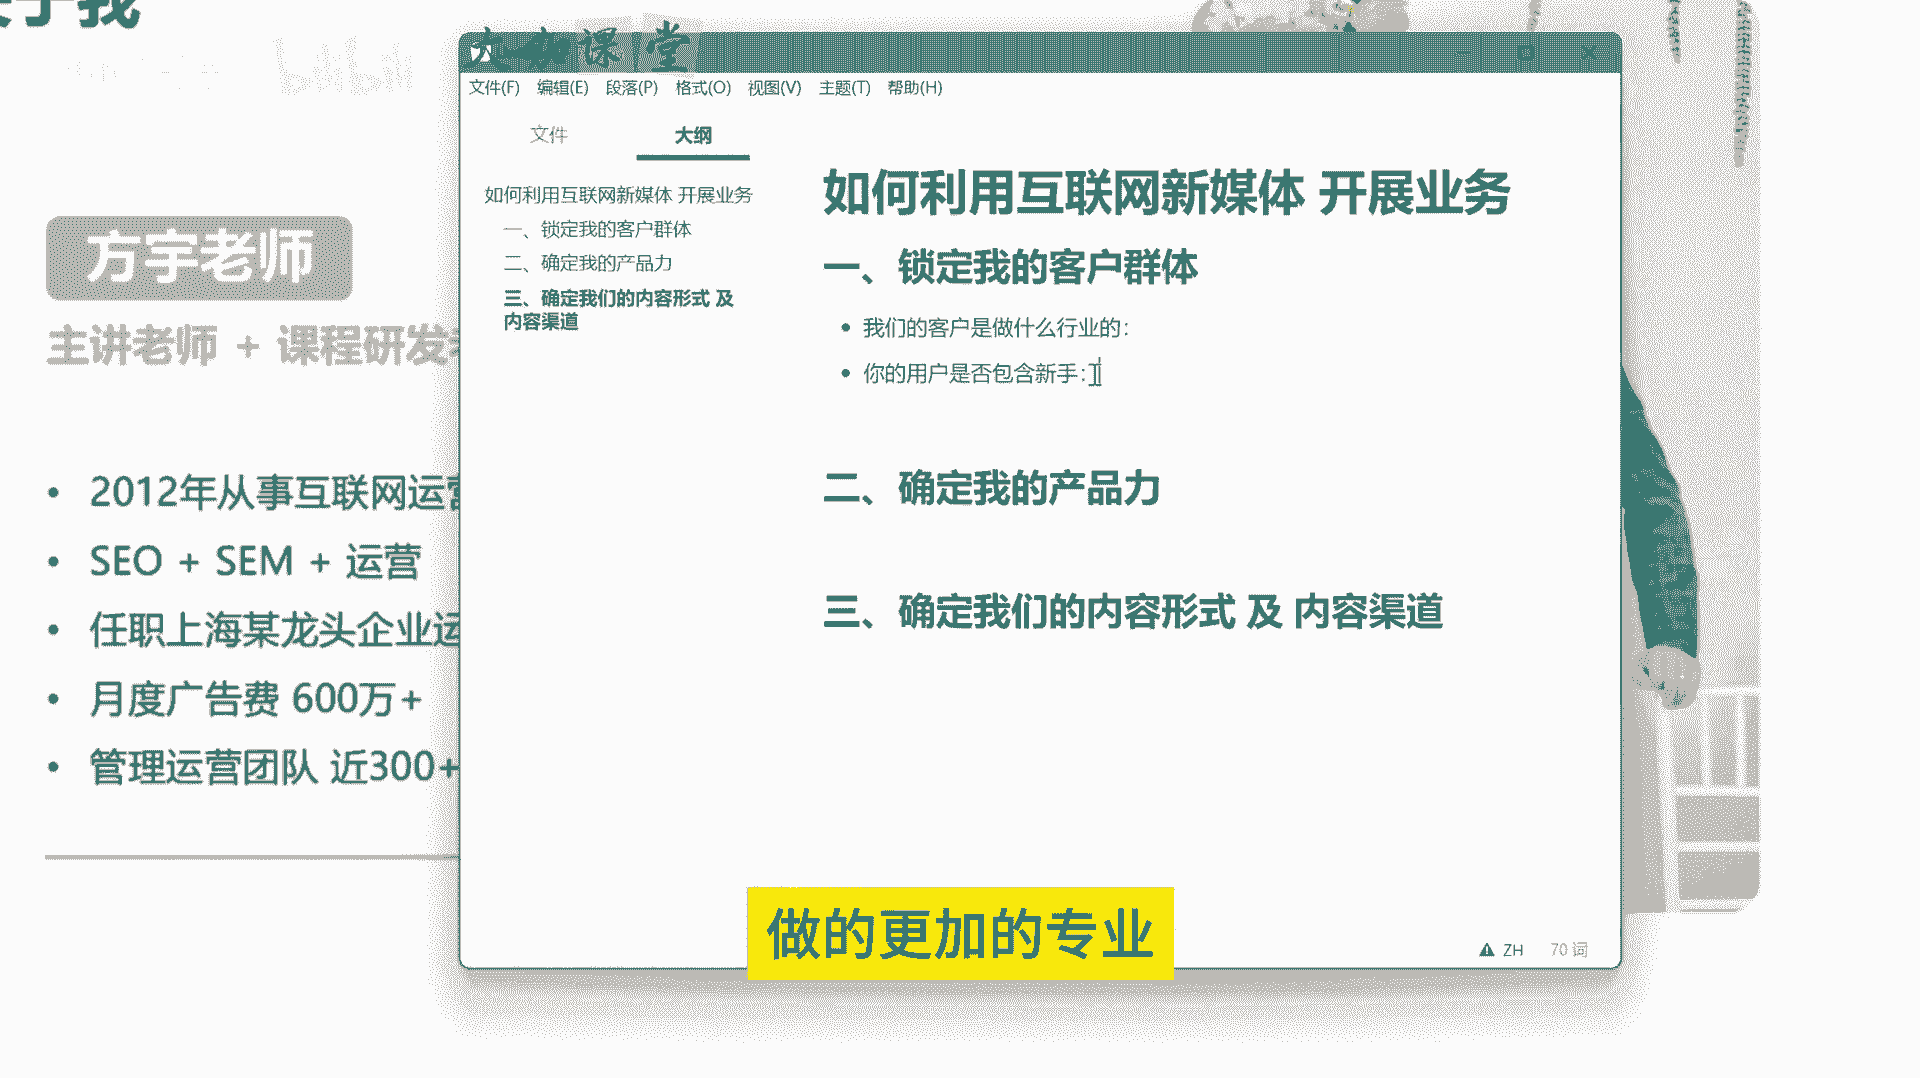 关于我
bilibili
方宇老师
主讲老师 + 课程研发
2012年从事互联网运营
SEO + SEM + 运营
任职上海某龙头企业运
月度广告费 600万+
管理运营团队 近300+
大咖课堂
文件(F) 编辑(E) 段落(P) 格式(O) 视图(V) 主题(T) 帮助(H)
文件 大纲
如何利用互联网新媒体 开展业务
一、锁定我的客户群体
二、确定我的产品力
三、确定我们的内容形式 及
内容渠道
如何利用互联网新媒体 开展业务
一、锁定我的客户群体
我们的客户是做什么行业的：
你的用户是否包含新手：
二、确定我的产品力
三、确定我们的内容形式 及 内容渠道
ZH 70 词
做的更加的专业